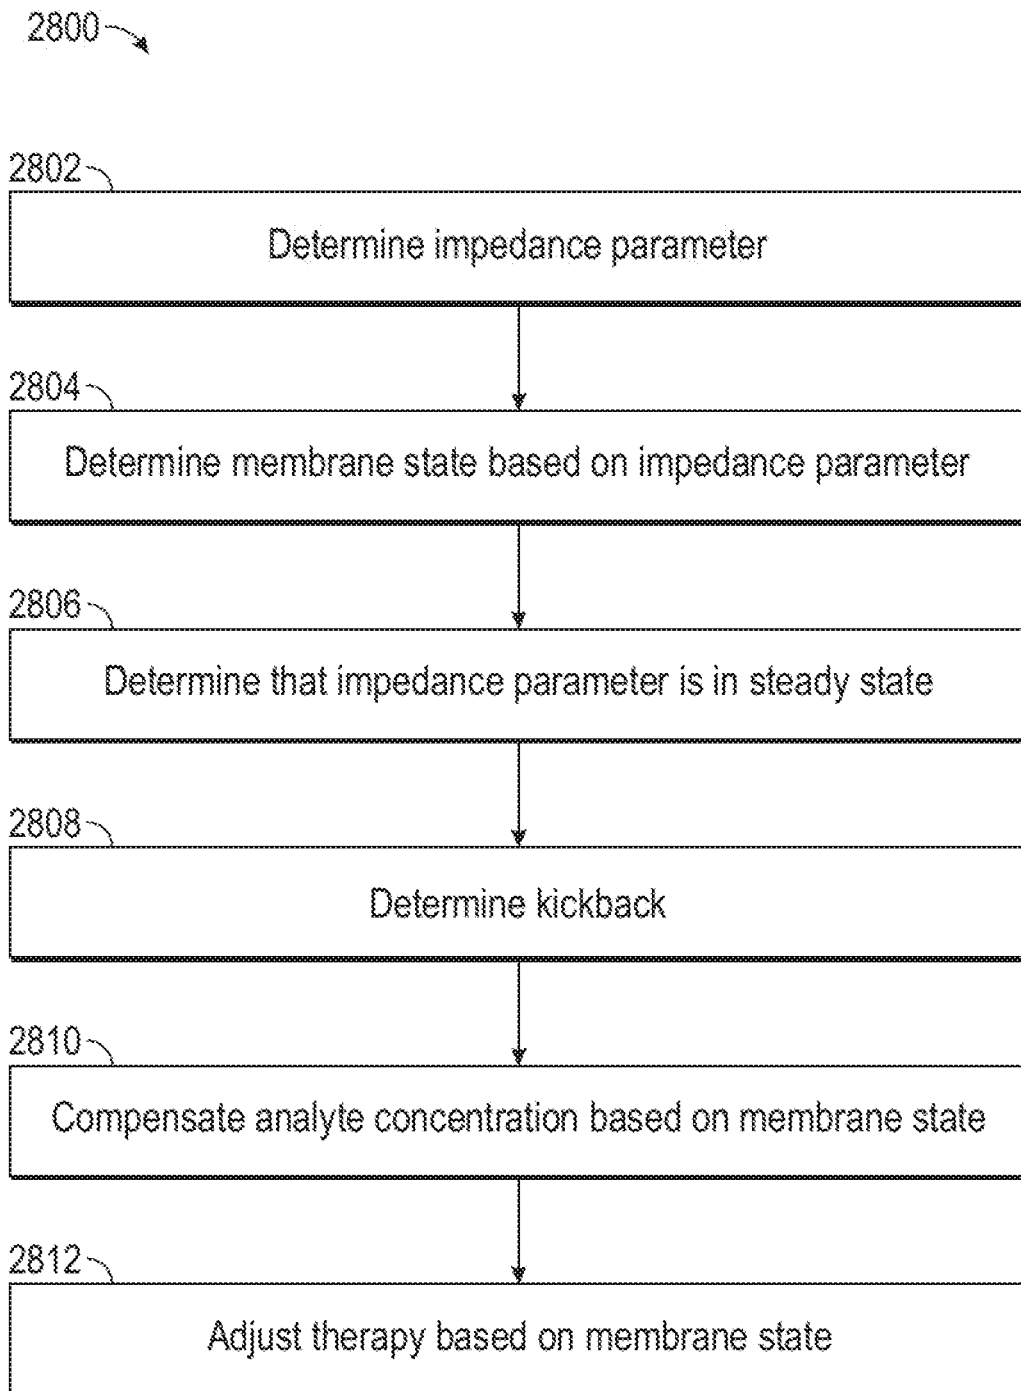 2800
2802
Determine impedance parameter
2804
Determine membrane state based on impedance parameter
2806
Determine that impedance parameter is in steady state
2808
Determine kickback
2810
Compensate analyte concentration based on membrane state
2812
Adjust therapy based on membrane state